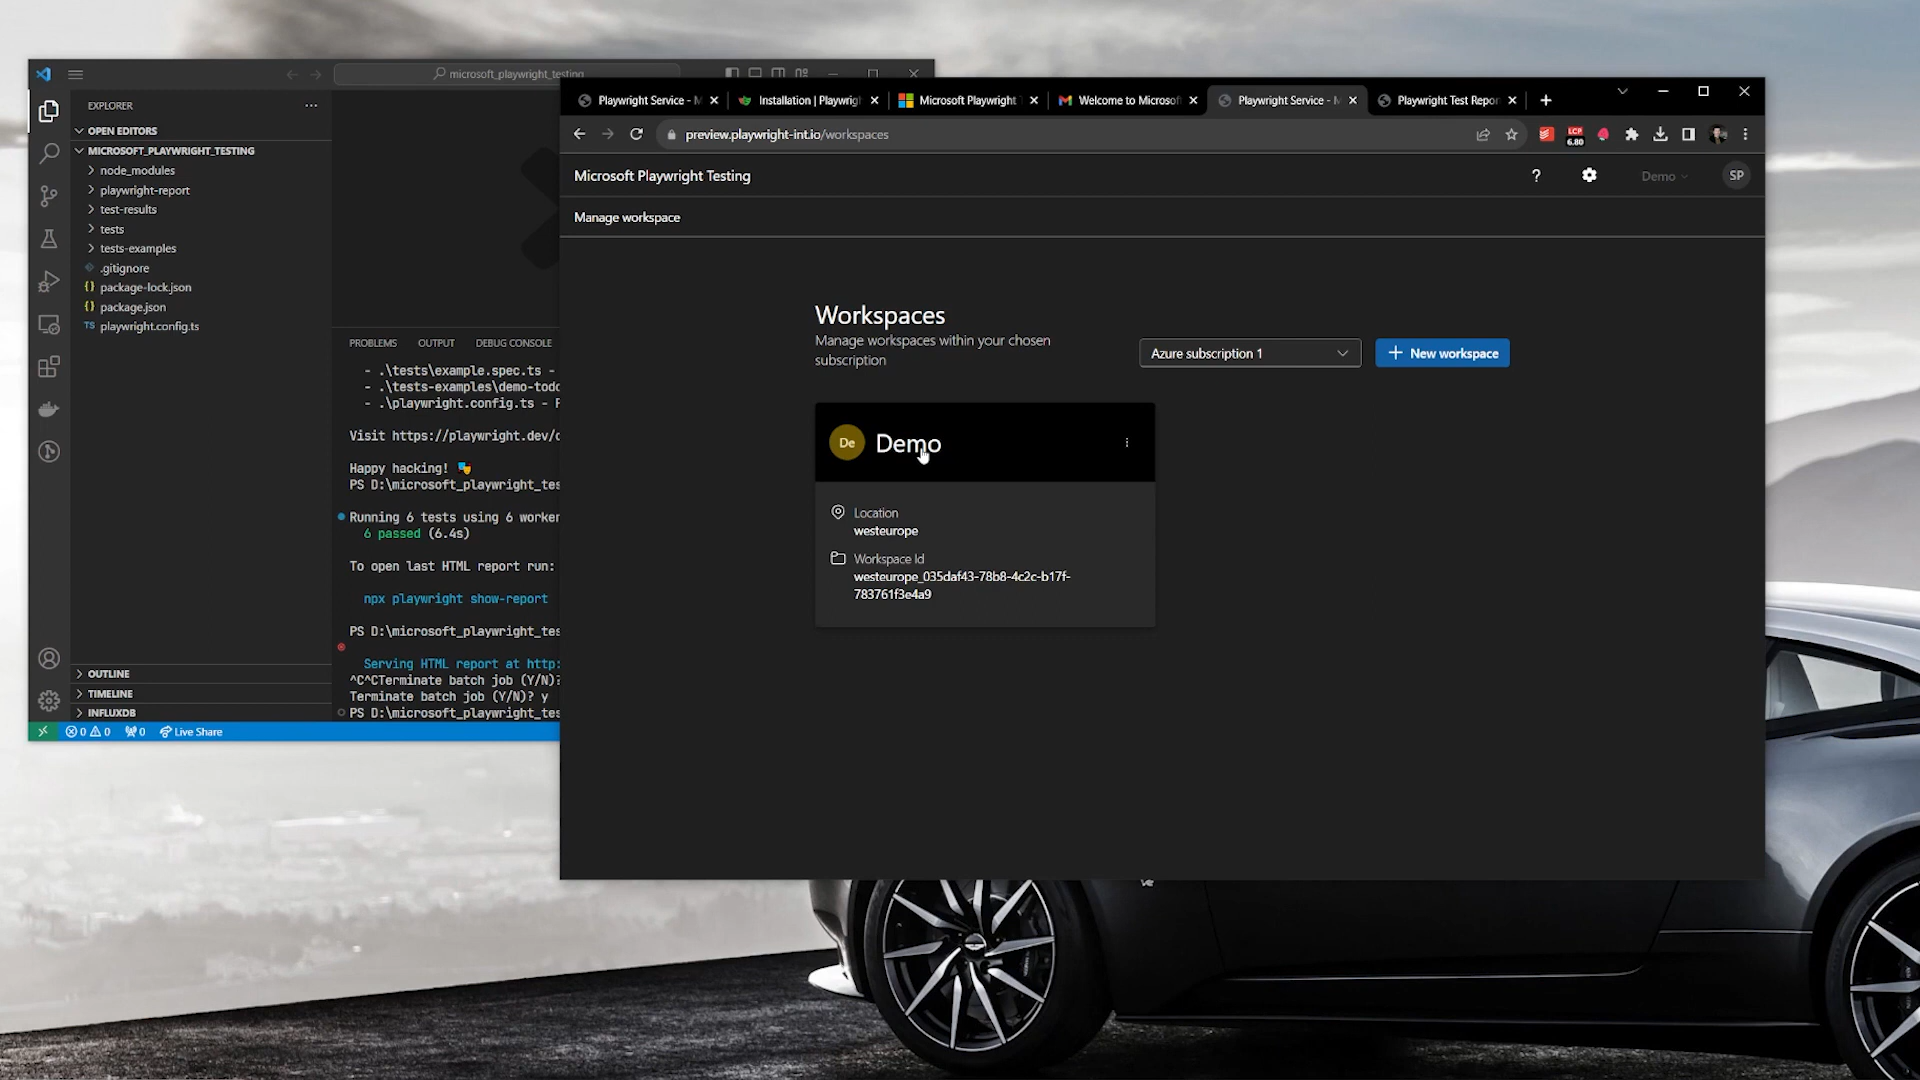 microsoft_playwright_testing
EXPLORER
OPEN EDITORS
MICROSOFT_PLAYWRIGHT_TESTING
node_modules
playwright-report
test-results
tests
tests-examples
.gitignore
{} package-lock.json
{} package.json
TS playwright.config.ts
OUTLINE
TIMELINE
INFLUXDB
0 0 0 Live Share
PROBLEMS OUTPUT DEBUG CONSOLE
- .\tests\example.spec.ts -
- .\tests-examples\demo-todo
- .\playwright.config.ts -
Visit https://playwright.dev/
Happy hacking!
PS D:\microsoft_playwright_tes
Running 6 tests using 6 worker
6 passed (6.4s)
To open last HTML report run:
npx playwright show-report
PS D:\microsoft_playwright_tes
Serving HTML report at http:
^C^CTerminate batch job (Y/N)?
Terminate batch job (Y/N)? y
PS D:\microsoft_playwright_tes
Playwright Service - M Installation | Playwrig Microsoft Playwright Welcome to Microsof Playwright Service - M Playwright Test Repor
preview.playwright-int.io/workspaces
LCP
6.80
Microsoft Playwright Testing
? Demo SP
Manage workspace
Workspaces
Manage workspaces within your chosen
subscription
Azure subscription 1
+ New workspace
De Demo
Location
westeurope
Workspace Id
westeurope_035daf43-78b8-4c2c-b17f-
783761f3e4a9